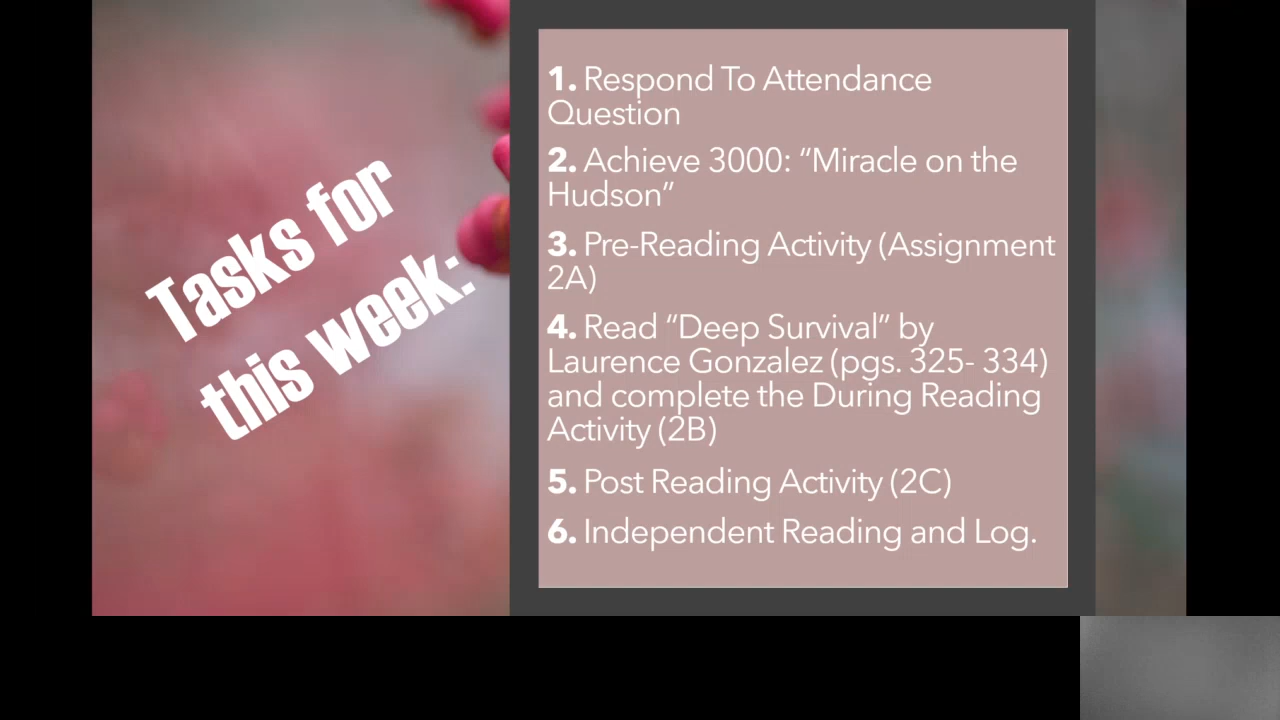 Tasks for
this week:
1. Respond To Attendance
Question
2. Achieve 3000: “Miracle on the
Hudson”
3. Pre-Reading Activity (Assignment
2A)
4. Read “Deep Survival” by
Laurence Gonzalez (pgs. 325- 334)
and complete the During Reading
Activity (2B)
5. Post Reading Activity (2C)
6. Independent Reading and Log.